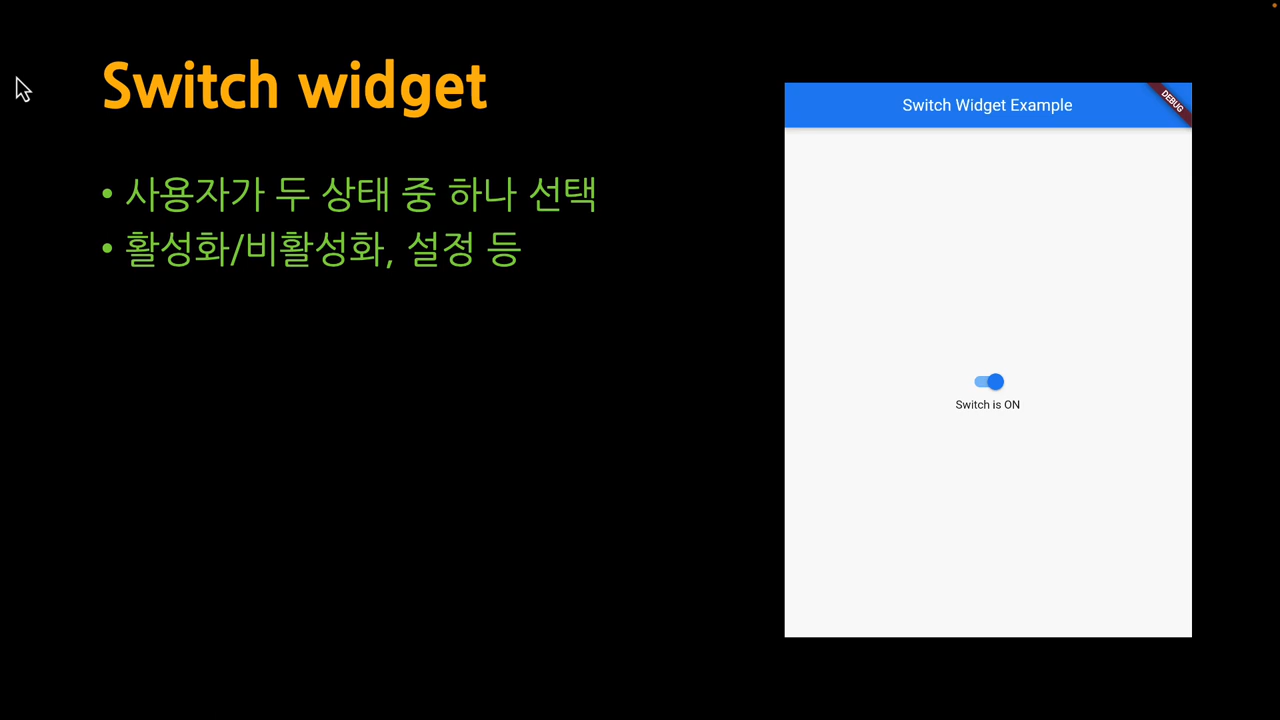 Switch widget
• 사용자가 두 상태 중 하나 선택
• 활성화/비활성화, 설정 등
Switch Widget Example
DEBUG
Switch is ON